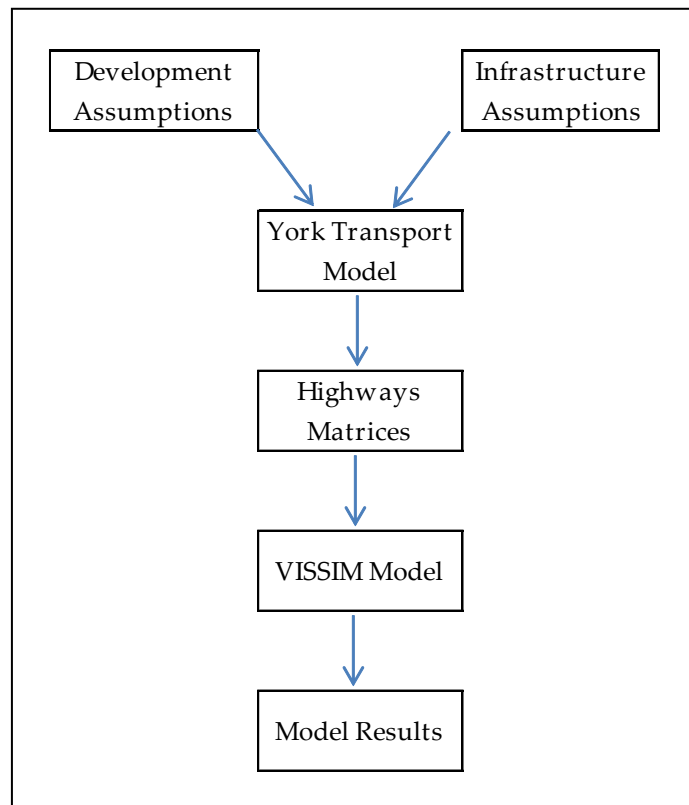 Development
Assumptions
Infrastructure
Assumptions
York Transport
Model
Highways
Matrices
VISSIM Model
Model Results